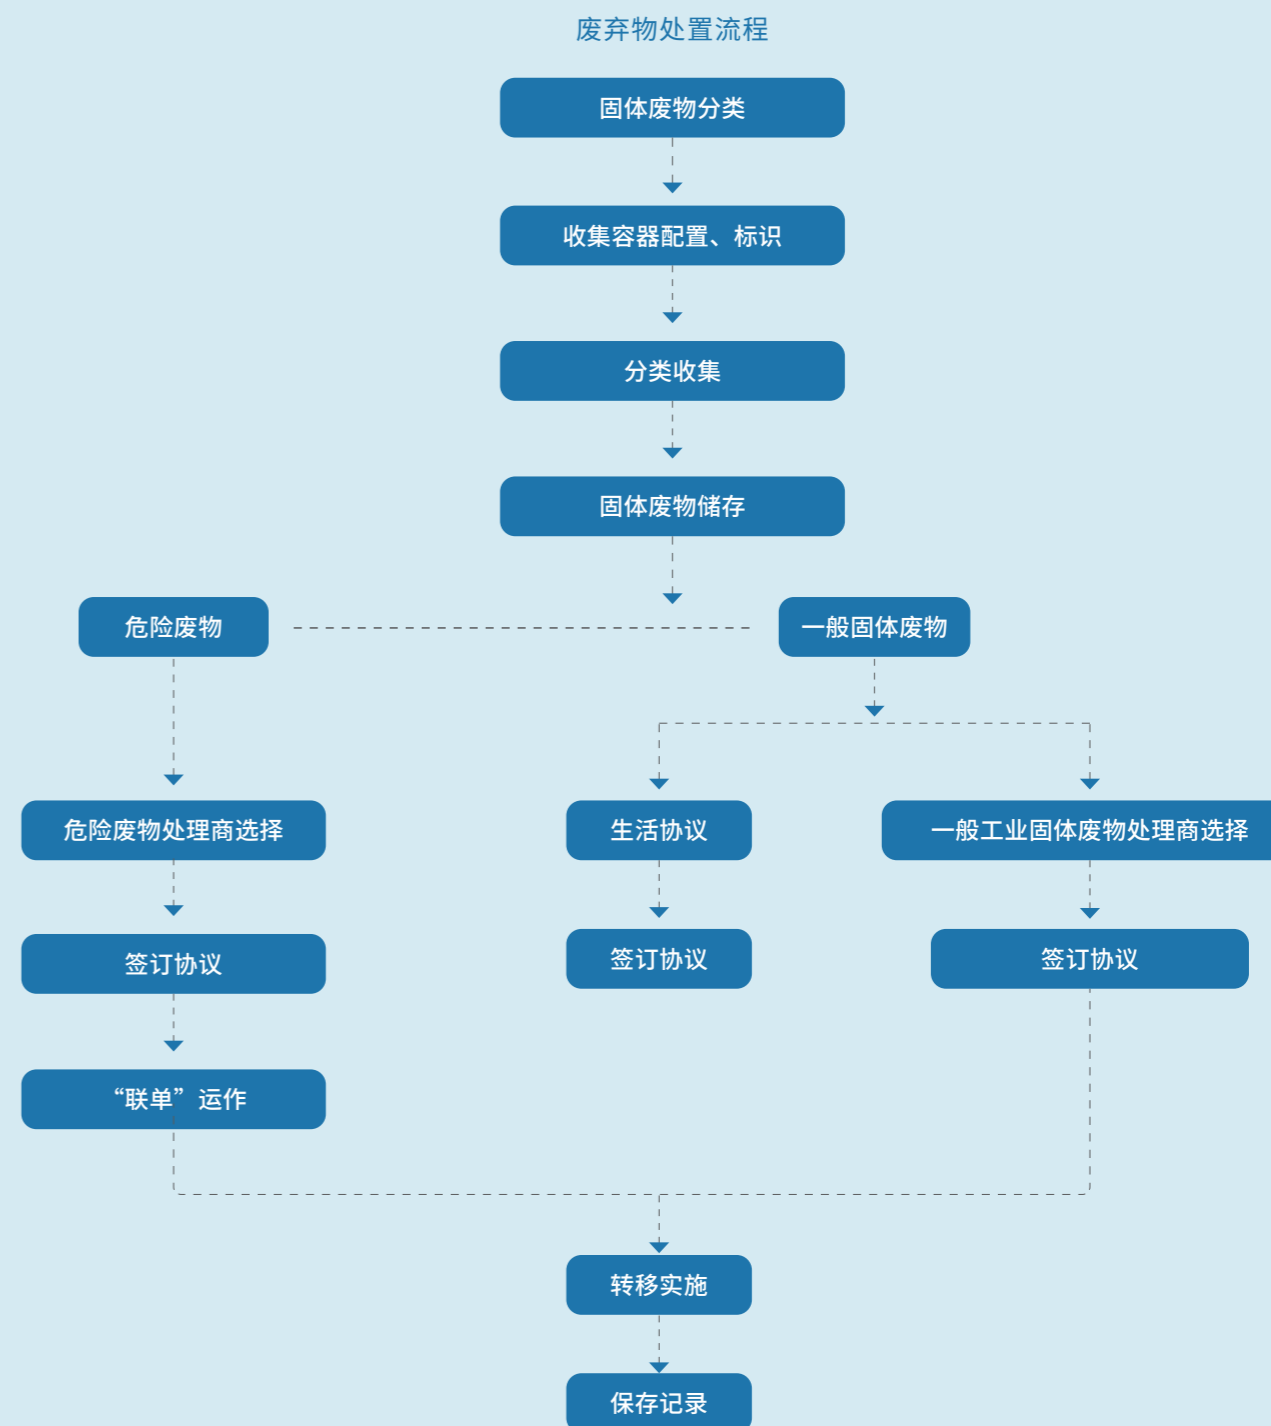 废弃物处置流程
固体废物分类
收集容器配置、标识
分类收集
固体废物储存
危险废物
一般固体废物
危险废物处理商选择
生活协议
一般工业固体废物处理商选择
签订协议
签订协议
签订协议
“联单”运作
转移实施
保存记录